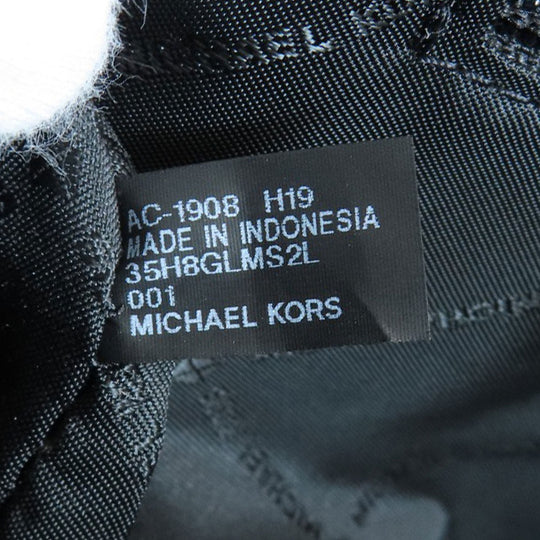 AC-1908 H19
MADE IN INDONESIA
35H8GLMS2L
001
MICHAEL KORS